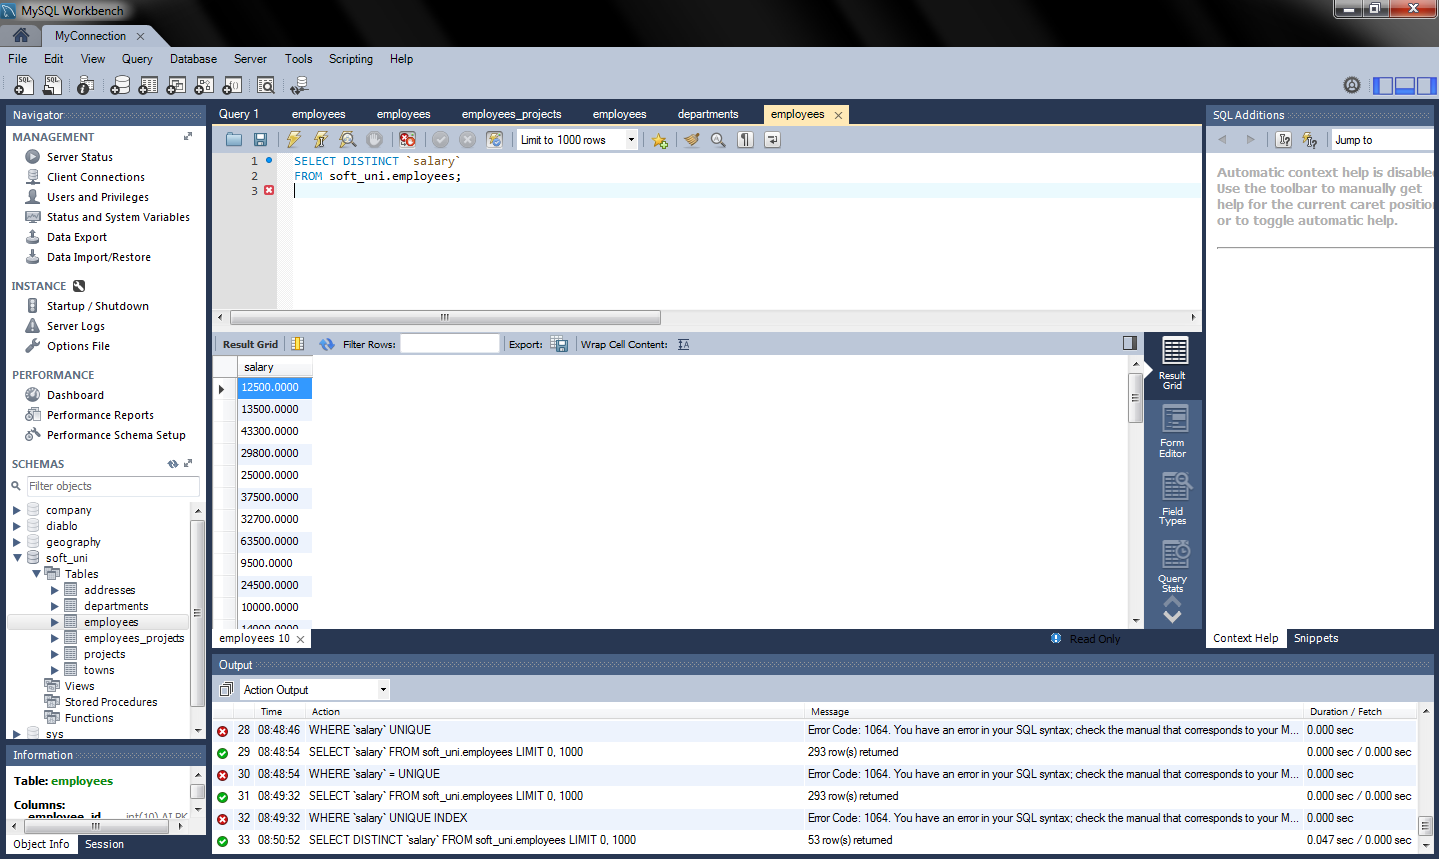 MySQL Workbench
MyConnection
File Edit View Query Database Server Tools Scripting Help
Navigator
MANAGEMENT
Server Status
Client Connections
Users and Privileges
Status and System Variables
Data Export
Data Import/Restore
INSTANCE
Startup / Shutdown
Server Logs
Options File
PERFORMANCE
Dashboard
Performance Reports
Performance Schema Setup
SCHEMAS
Filter objects
company
diablo
geography
soft_uni
Tables
addresses
departments
employees
employees_projects
projects
towns
Views
Stored Procedures
Functions
sys
Information
Table: employees
Columns:
employee_id int(10) AI PK
Object Info Session
Query 1 employees employees employees_projects employees departments employees
Limit to 1000 rows
1 SELECT DISTINCT `salary`
2 FROM soft_uni.employees;
3
Result Grid Filter Rows: Export: Wrap Cell Content:
salary
12500.0000
13500.0000
43300.0000
29800.0000
25000.0000
37500.0000
32700.0000
63500.0000
9500.0000
24500.0000
10000.0000
14000.0000
Result Grid
Form Editor
Field Types
Query Stats
employees 10
Read Only
SQL Additions
Jump to
Automatic context help is disabled
Use the toolbar to manually get
help for the current caret position
or to toggle automatic help.
Context Help Snippets
Output
Action Output
Time Action Message Duration / Fetch
28 08:48:46 WHERE `salary` UNIQUE Error Code: 1064. You have an error in your SQL syntax; check the manual that corresponds to your M... 0.000 sec
29 08:48:54 SELECT `salary` FROM soft_uni.employees LIMIT 0, 1000 293 row(s) returned 0.000 sec / 0.000 sec
30 08:48:54 WHERE `salary` = UNIQUE Error Code: 1064. You have an error in your SQL syntax; check the manual that corresponds to your M... 0.000 sec
31 08:49:32 SELECT `salary` FROM soft_uni.employees LIMIT 0, 1000 293 row(s) returned 0.000 sec / 0.000 sec
32 08:49:32 WHERE `salary` UNIQUE INDEX Error Code: 1064. You have an error in your SQL syntax; check the manual that corresponds to your M... 0.000 sec
33 08:50:52 SELECT DISTINCT `salary` FROM soft_uni.employees LIMIT 0, 1000 53 row(s) returned 0.047 sec / 0.000 sec